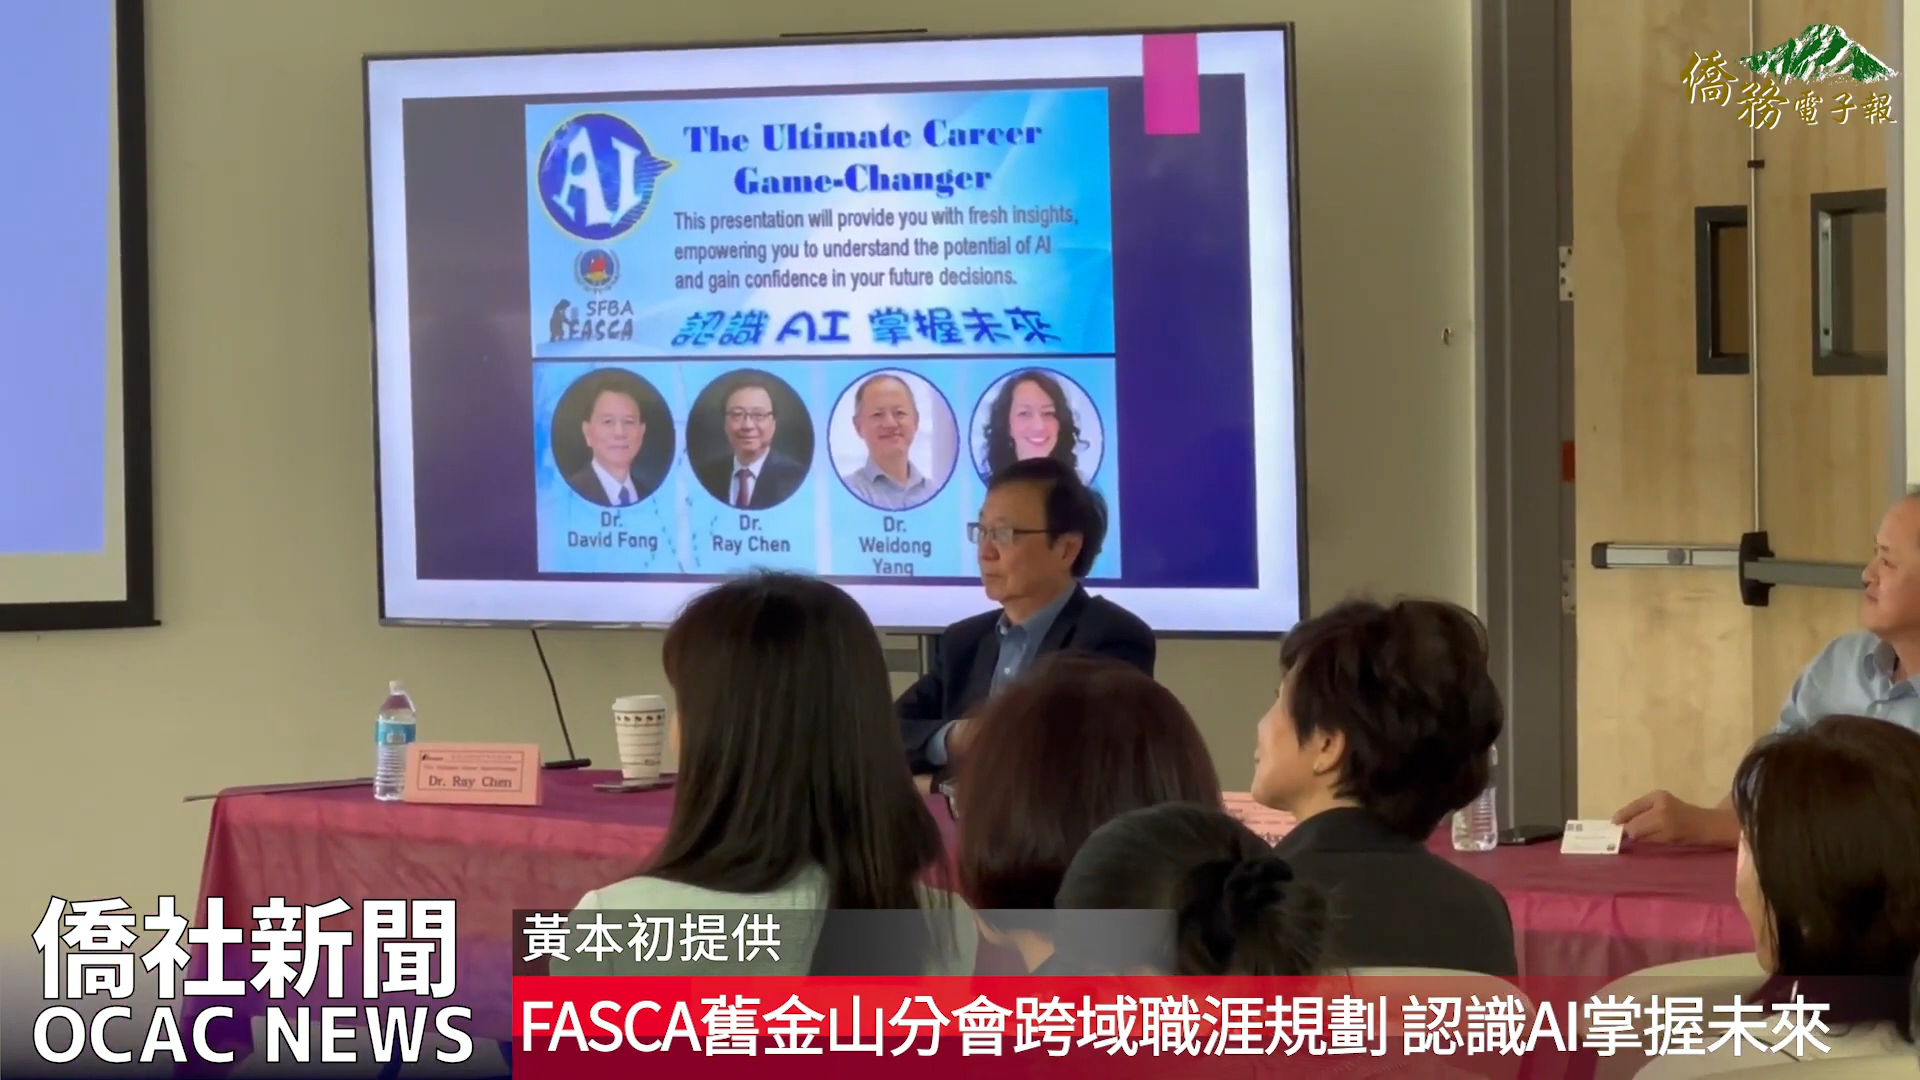 僑務電子報
AI
The Ultimate Career
Game-Changer
This presentation will provide you with fresh insights,
empowering you to understand the potential of AI
and gain confidence in your future decisions.
SFBA
FASCA
認識 AI 掌握未來
Dr.
David Fong
Dr.
Ray Chen
Dr.
Weidong
Yang
Dr. Ray Chen
僑社新聞
OCAC NEWS
黃本初提供
FASCA舊金山分會跨域職涯規劃 認識AI掌握未來